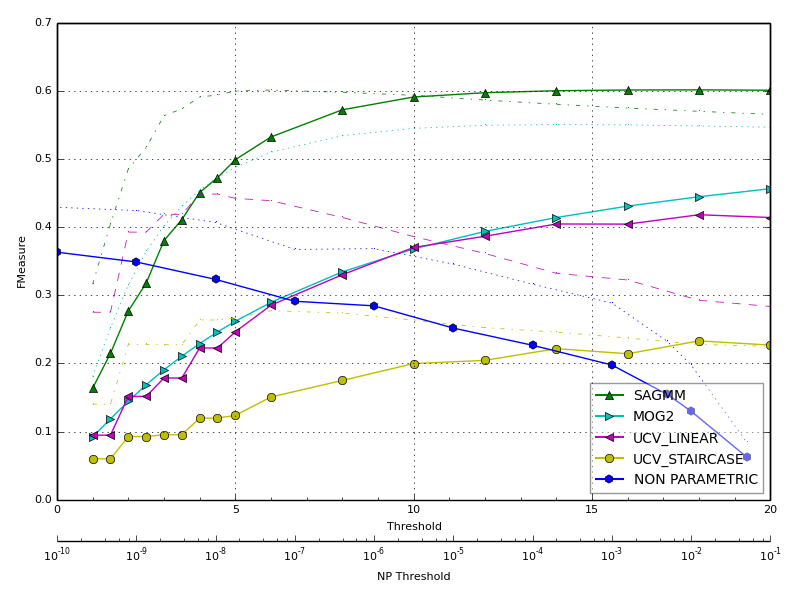 0.7
0.6
0.5
0.4
0.3
0.2
0.1
0.0
FMeasure
SAGMM
MOG2
UCV_LINEAR
UCV_STAIRCASE
NON PARAMETRIC
0 5 10 15 20
Threshold
10^-10 10^-9 10^-8 10^-7 10^-6 10^-5 10^-4 10^-3 10^-2 10^-1
NP Threshold